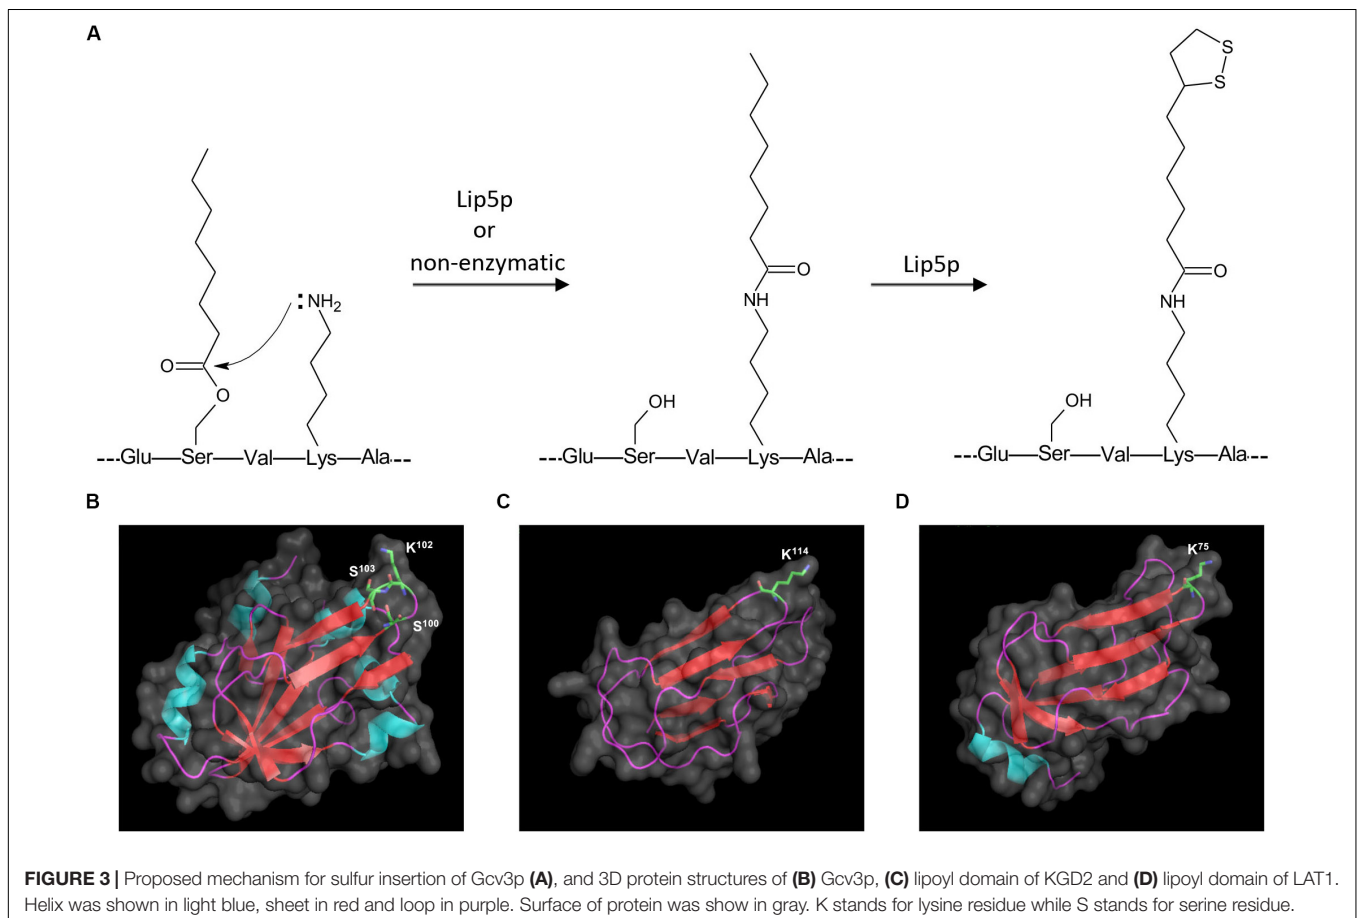 A
Lip5p
or
non-enzymatic
Lip5p
O
O
:NH2
O
NH
OH
S
S
O
NH
OH
---Glu—Ser—Val—Lys—Ala---
---Glu—Ser—Val—Lys—Ala---
---Glu—Ser—Val—Lys—Ala---
B
K102
S103
S100
C
K114
D
K75
FIGURE 3 | Proposed mechanism for sulfur insertion of Gcv3p (A), and 3D protein structures of (B) Gcv3p, (C) lipoyl domain of KGD2 and (D) lipoyl domain of LAT1.
Helix was shown in light blue, sheet in red and loop in purple. Surface of protein was show in gray. K stands for lysine residue while S stands for serine residue.